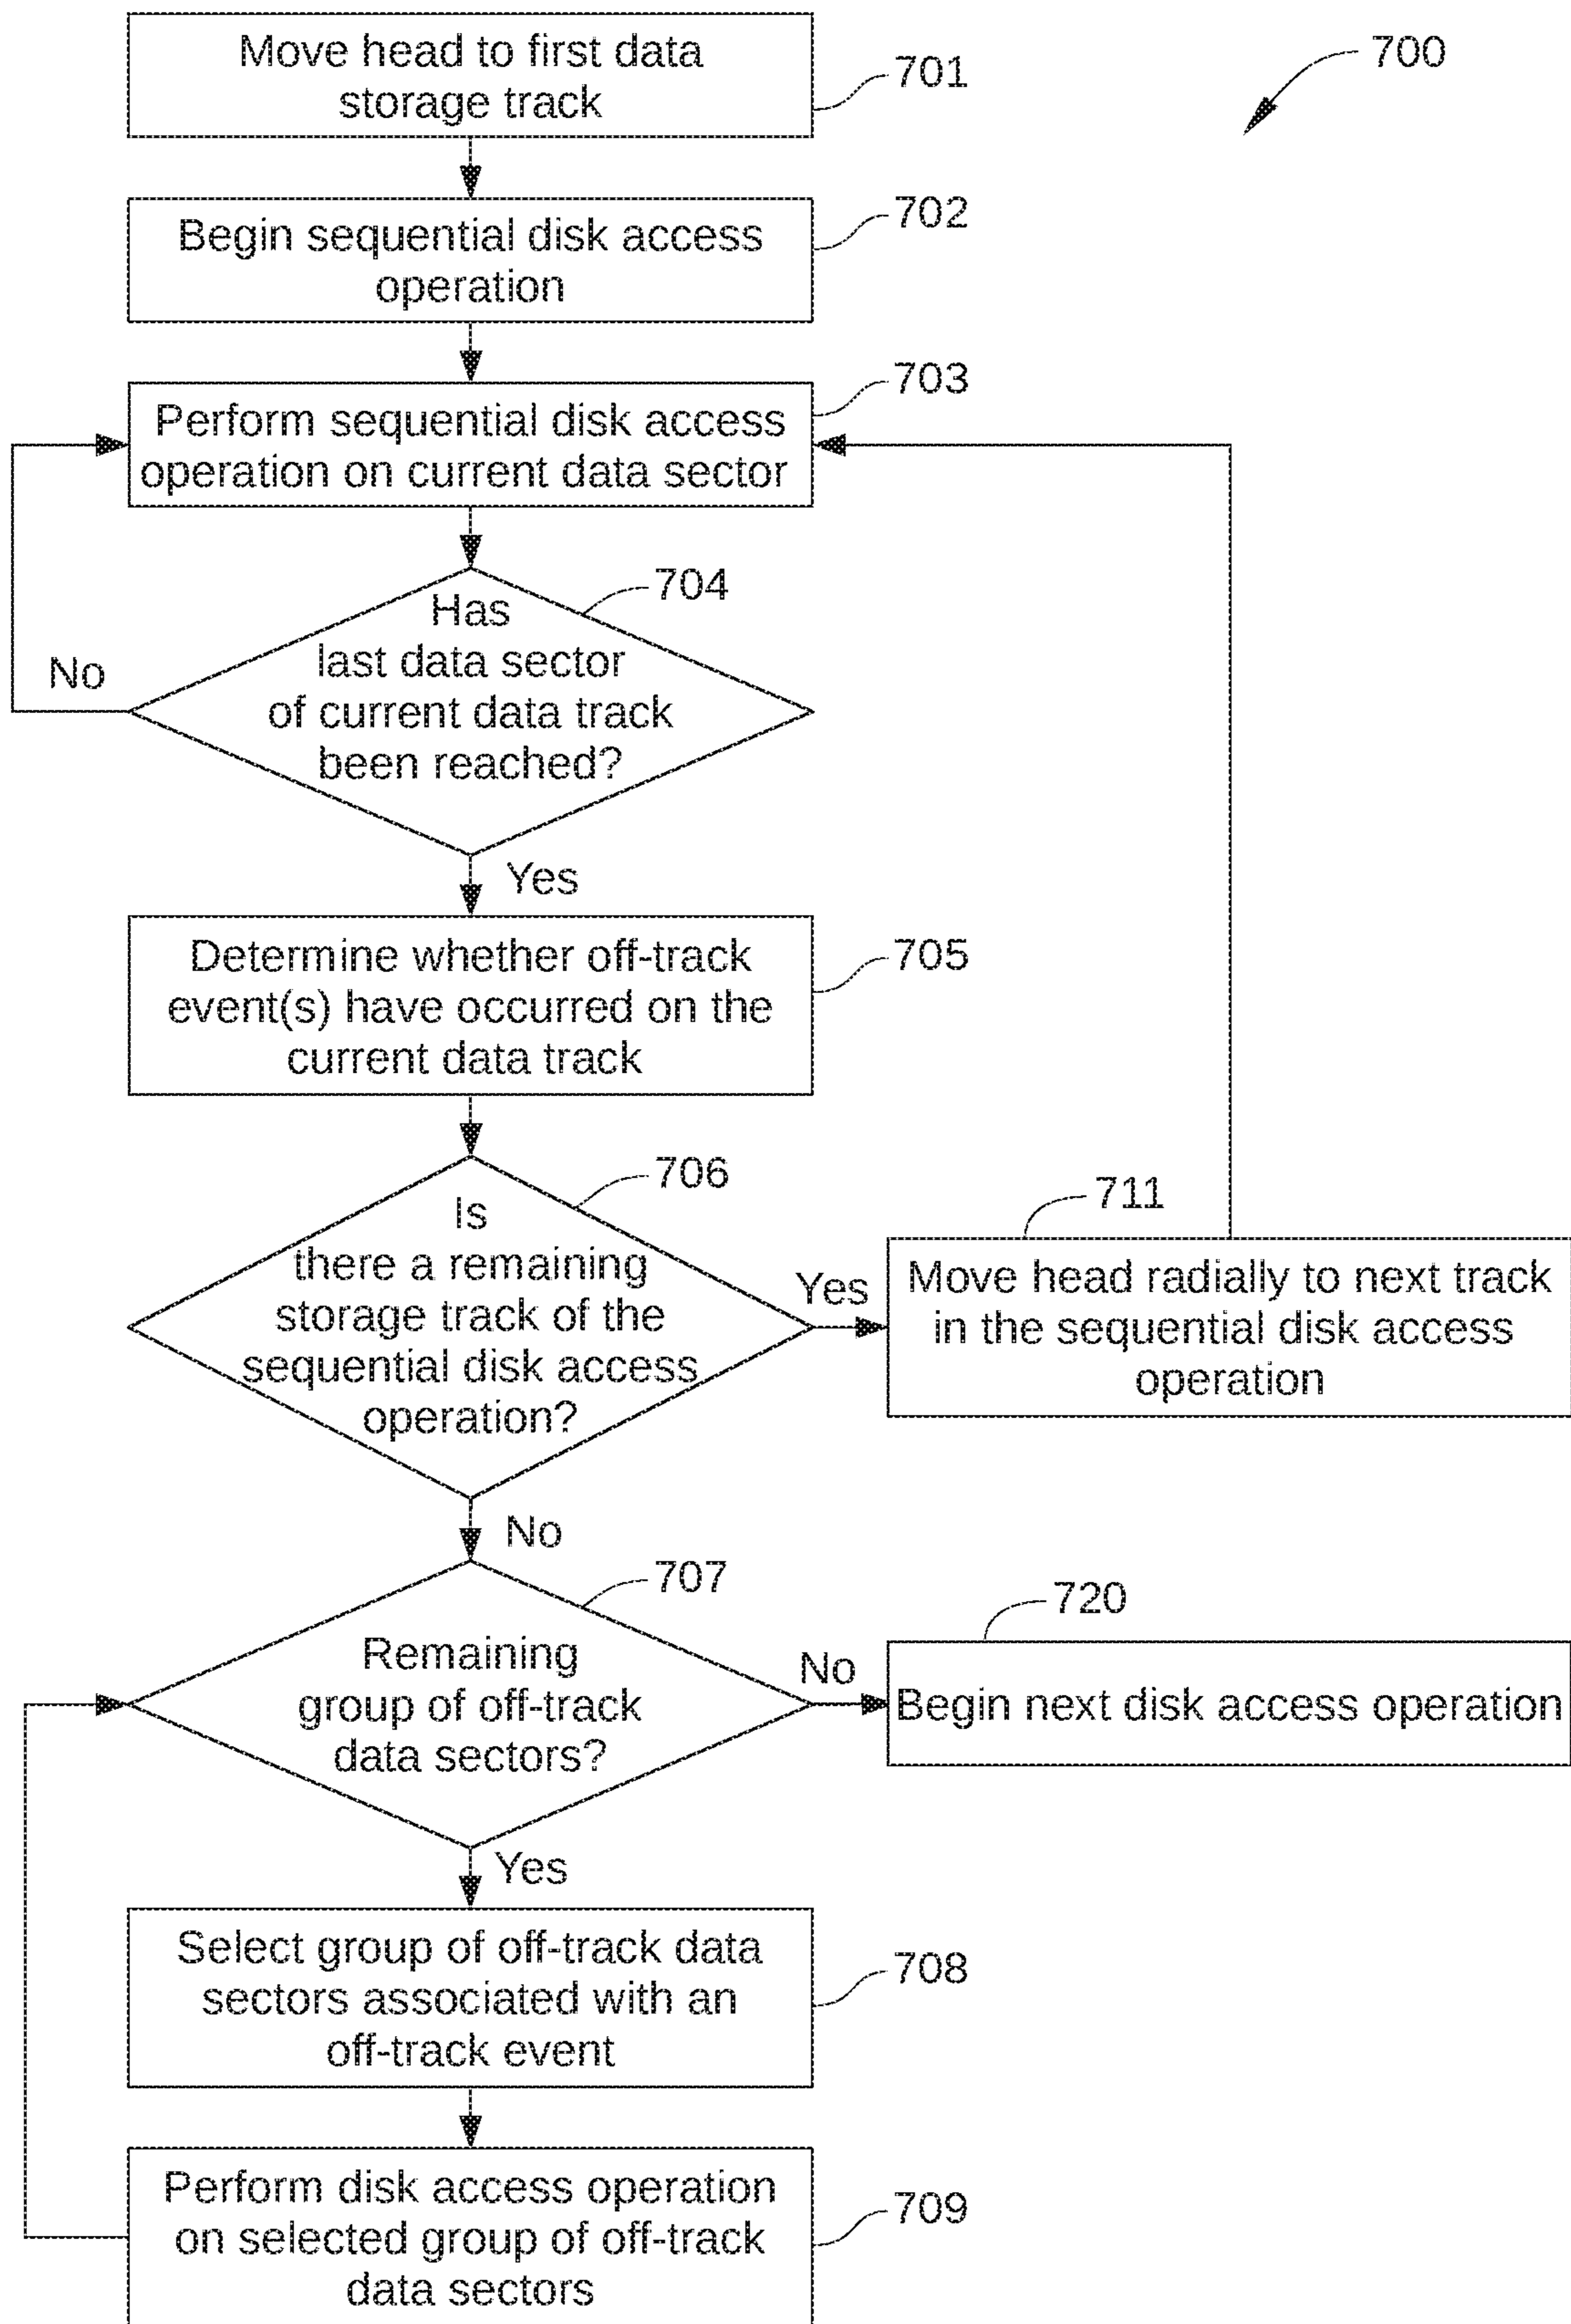 700
Move head to first data
storage track
701
Begin sequential disk access
operation
702
Perform sequential disk access
operation on current data sector
703
Has
last data sector
of current data track
been reached?
704
No
Yes
Determine whether off-track
event(s) have occurred on the
current data track
705
Is
there a remaining
storage track of the
sequential disk access
operation?
706
Yes
711
Move head radially to next track
in the sequential disk access
operation
No
Remaining
group of off-track
data sectors?
707
No
720
Begin next disk access operation
Yes
Select group of off-track data
sectors associated with an
off-track event
708
Perform disk access operation
on selected group of off-track
data sectors
709